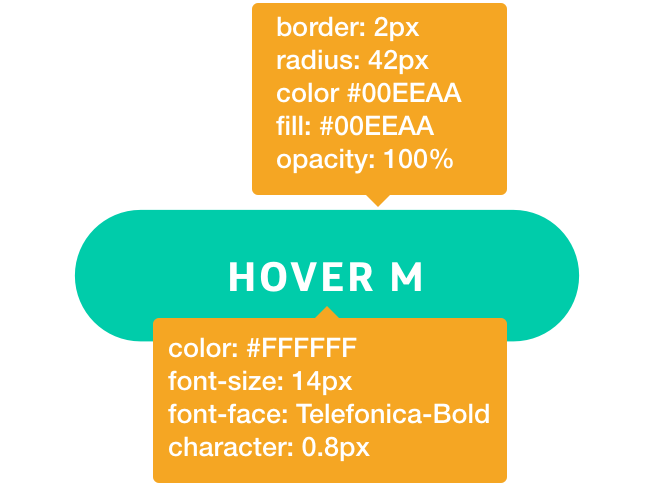 border: 2px
radius: 42px
color #00EEAA
fill: #00EEAA
opacity: 100%
HOVER M
color: #FFFFFF
font-size: 14px
font-face: Telefonica-Bold
character: 0.8px